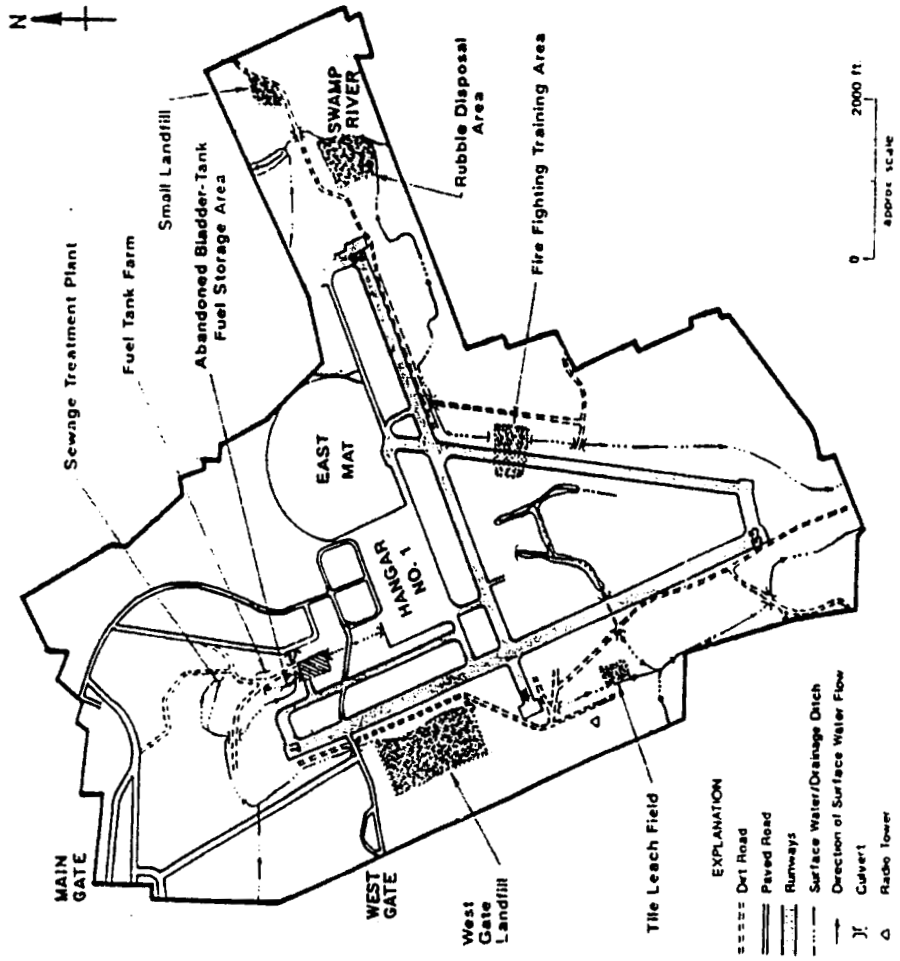 N
Sewage Treatment Plant
Fuel Tank Farm
Abandoned Bladder-Tank
Fuel Storage Area
Small Landfill
SWAMP
RIVER
Rubble Disposal
Area
Fire Fighting Training Area
EAST
MAT
HANGAR
NO. 1
MAIN
GATE
WEST
GATE
West
Gate
Landfill
Tile Leach Field
0
2000 ft.
approx scale
EXPLANATION
Dirt Road
Paved Road
Runways
Surface Water/Drainage Ditch
Direction of Surface Water Flow
Culvert
Radio Tower